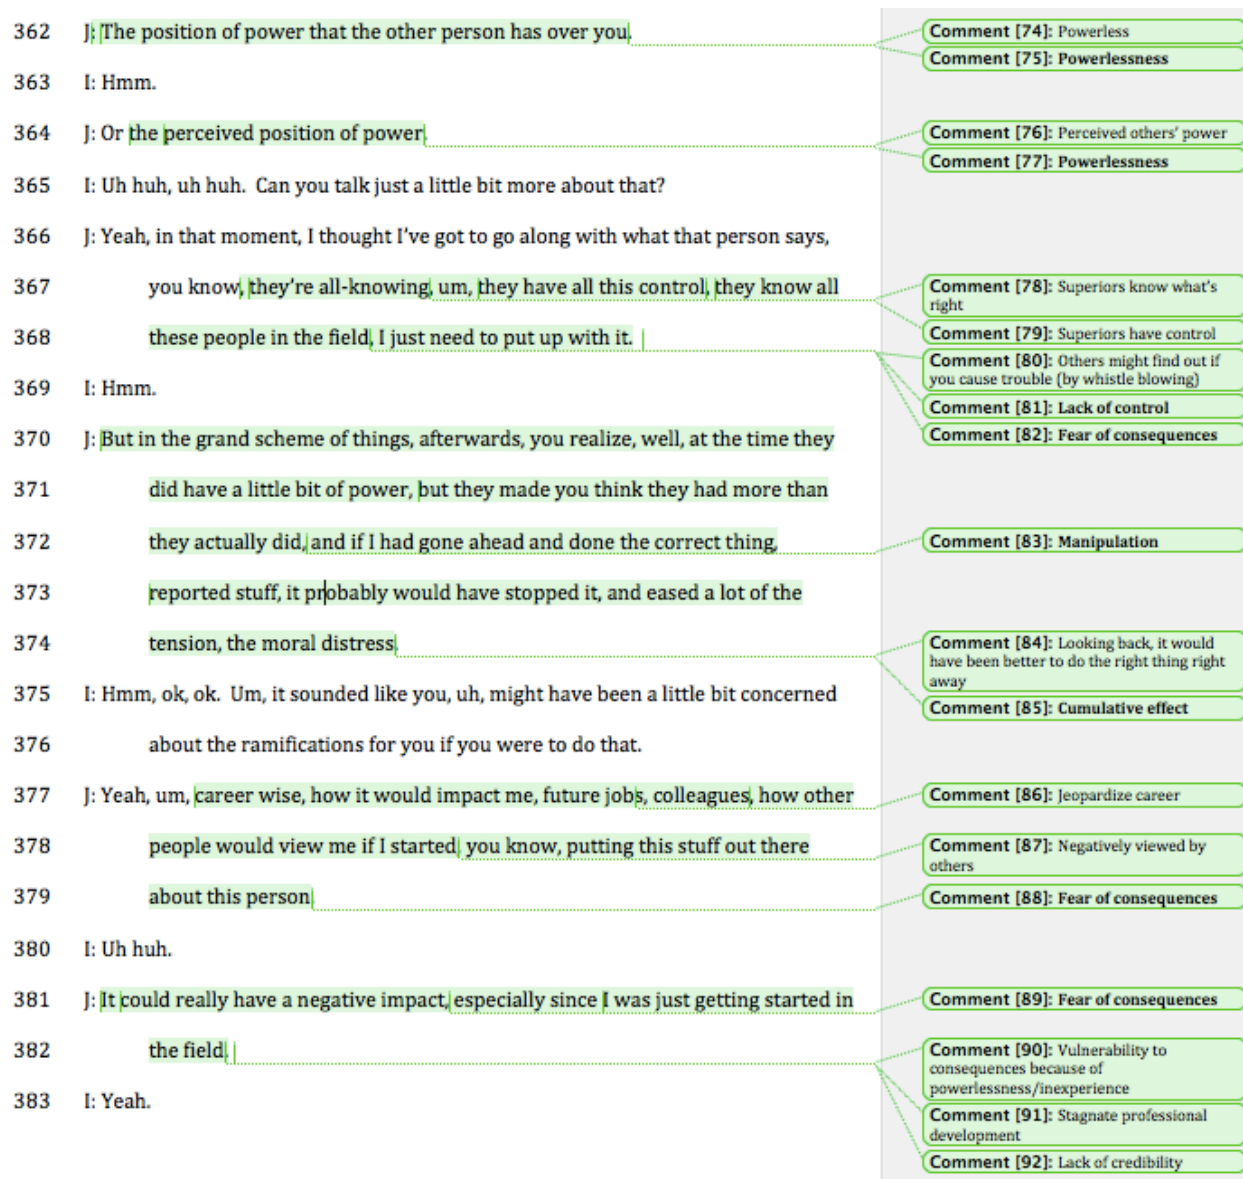 362 J: The position of power that the other person has over you.
Comment [74]: Powerless
Comment [75]: Powerlessness
363 I: Hmm.
364 J: Or the perceived position of power.
Comment [76]: Perceived others' power
Comment [77]: Powerlessness
365 I: Uh huh, uh huh. Can you talk just a little bit more about that?
366 J: Yeah, in that moment, I thought I've got to go along with what that person says,
367 you know, they're all-knowing, um, they have all this control, they know all
Comment [78]: Superiors know what's
right
368 these people in the field, I just need to put up with it.
Comment [79]: Superiors have control
Comment [80]: Others might find out if
you cause trouble (by whistle blowing)
369 I: Hmm.
Comment [81]: Lack of control
370 J: But in the grand scheme of things, afterwards, you realize, well, at the time they
Comment [82]: Fear of consequences
371 did have a little bit of power, but they made you think they had more than
372 they actually did, and if I had gone ahead and done the correct thing,
Comment [83]: Manipulation
373 reported stuff, it probably would have stopped it, and eased a lot of the
374 tension, the moral distress.
Comment [84]: Looking back, it would
have been better to do the right thing right
away
375 I: Hmm, ok, ok. Um, it sounded like you, uh, might have been a little bit concerned
Comment [85]: Cumulative effect
376 about the ramifications for you if you were to do that.
377 J: Yeah, um, career wise, how it would impact me, future jobs, colleagues, how other
Comment [86]: Jeopardize career
378 people would view me if I started, you know, putting this stuff out there
Comment [87]: Negatively viewed by
others
379 about this person.
Comment [88]: Fear of consequences
380 I: Uh huh.
381 J: It could really have a negative impact, especially since I was just getting started in
Comment [89]: Fear of consequences
382 the field.
Comment [90]: Vulnerability to
consequences because of
powerlessness/inexperience
383 I: Yeah.
Comment [91]: Stagnate professional
development
Comment [92]: Lack of credibility